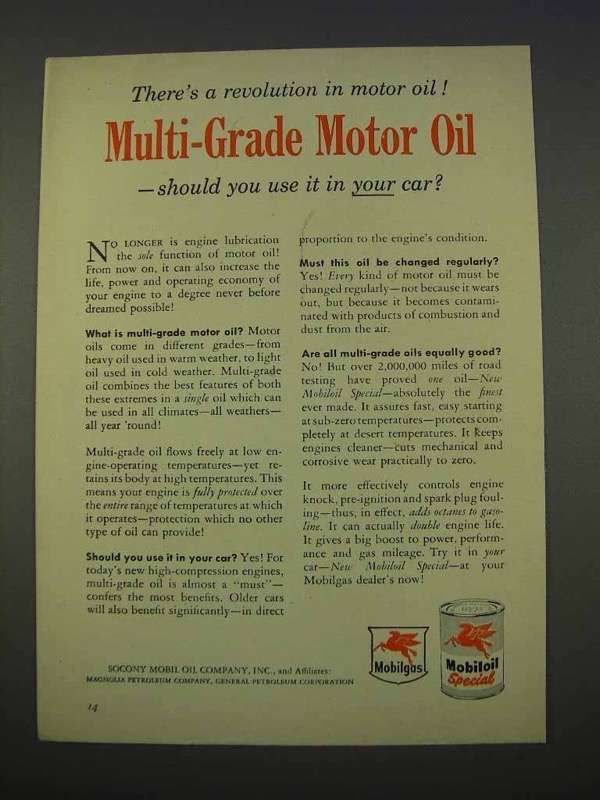 There's a revolution in motor oil!
Multi-Grade Motor Oil
—should you use it in your car?
NO LONGER is engine lubrication
the sole function of motor oil!
From now on, it can also increase the
life, power and operating economy of
your engine to a degree never before
dreamed possible!
What is multi-grade motor oil? Motor
oils come in different grades—from
heavy oil used in warm weather, to light
oil used in cold weather. Multi-grade
oil combines the best features of both
these extremes in a single oil which can
be used in all climates—all weathers—
all year 'round!
Multi-grade oil flows freely at low en-
gine-operating temperatures—yet re-
tains its body at high temperatures. This
means your engine is fully protected over
the entire range of temperatures at which
it operates—protection which no other
type of oil can provide!
Should you use it in your car? Yes! For
today's new high-compression engines,
multi-grade oil is almost a "must"—
confers the most benefits. Older cars
will also benefit significantly—in direct
proportion to the engine's condition.
Must this oil be changed regularly?
Yes! Every kind of motor oil must be
changed regularly—not because it wears
out, but because it becomes contami-
nated with products of combustion and
dust from the air.
Are all multi-grade oils equally good?
No! But over 2,000,000 miles of road
testing have proved one oil—New
Mobiloil Special—absolutely the finest
ever made. It assures fast, easy starting
at sub-zero temperatures—protects com-
pletely at desert temperatures. It keeps
engines cleaner—cuts mechanical and
corrosive wear practically to zero.
It more effectively controls engine
knock, pre-ignition and spark plug foul-
ing—thus, in effect, adds octanes to gaso-
line. It can actually double engine life.
It gives a big boost to power, perform-
ance and gas mileage. Try it in your
car—New Mobiloil Special—at your
Mobilgas dealer's now!
SOCONY MOBIL OIL COMPANY, INC., and Affiliates:
MAGNOLIA PETROLEUM COMPANY, GENERAL PETROLEUM CORPORATION
Mobilgas
Mobiloil
Special
14